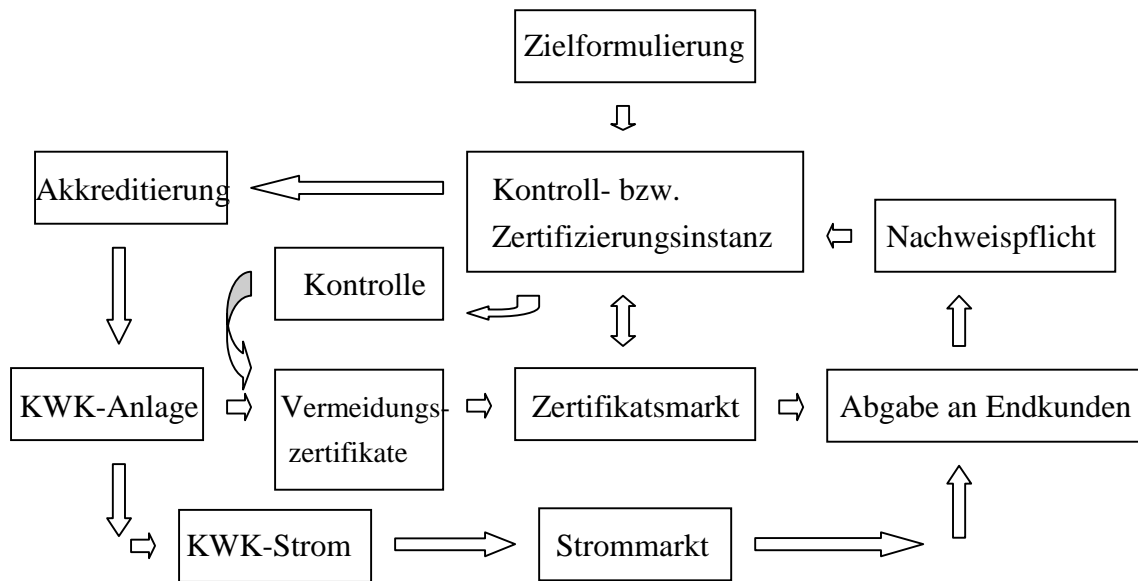 Zielformulierung
Akkreditierung
Kontroll- bzw.
Zertifizierungsinstanz
Nachweispflicht
Kontrolle
KWK-Anlage
Vermeidungs-
zertifikate
Zertifikatsmarkt
Abgabe an Endkunden
KWK-Strom
Strommarkt